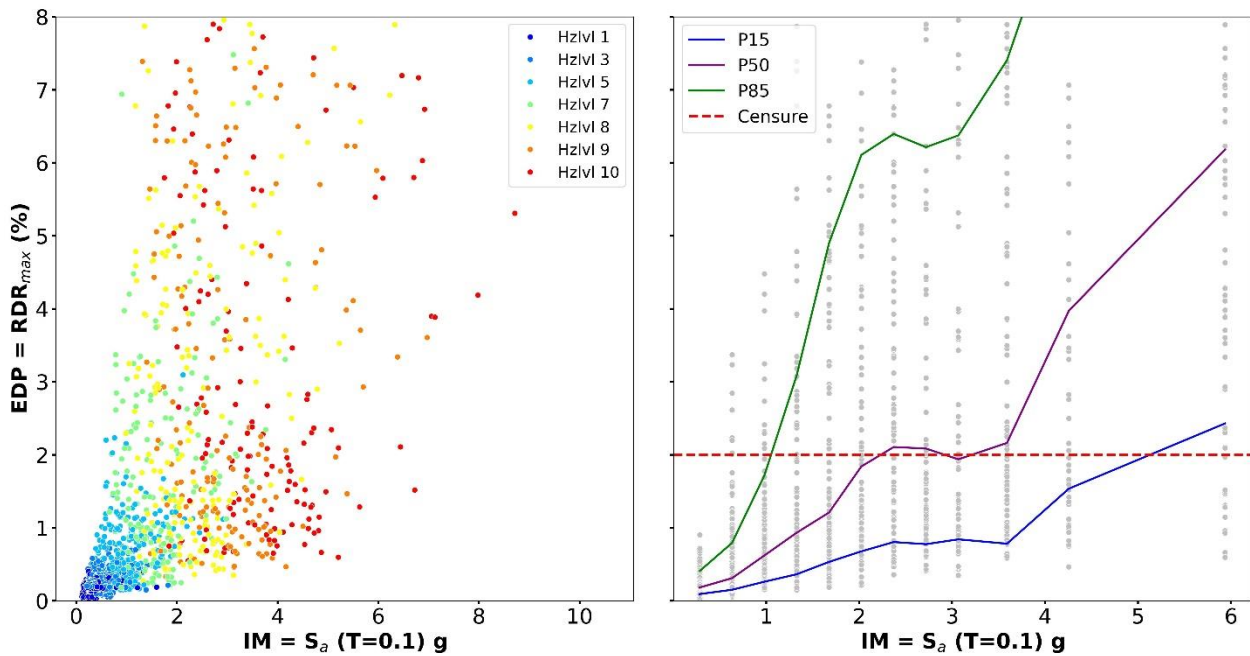 8
7
6
5
4
3
2
1
0
EDP = RDRmax (%)
Hzlvl 1
Hzlvl 3
Hzlvl 5
Hzlvl 7
Hzlvl 8
Hzlvl 9
Hzlvl 10
0 2 4 6 8 10
IM = Sa (T=0.1) g
P15
P50
P85
Censure
1 2 3 4 5 6
IM = Sa (T=0.1) g